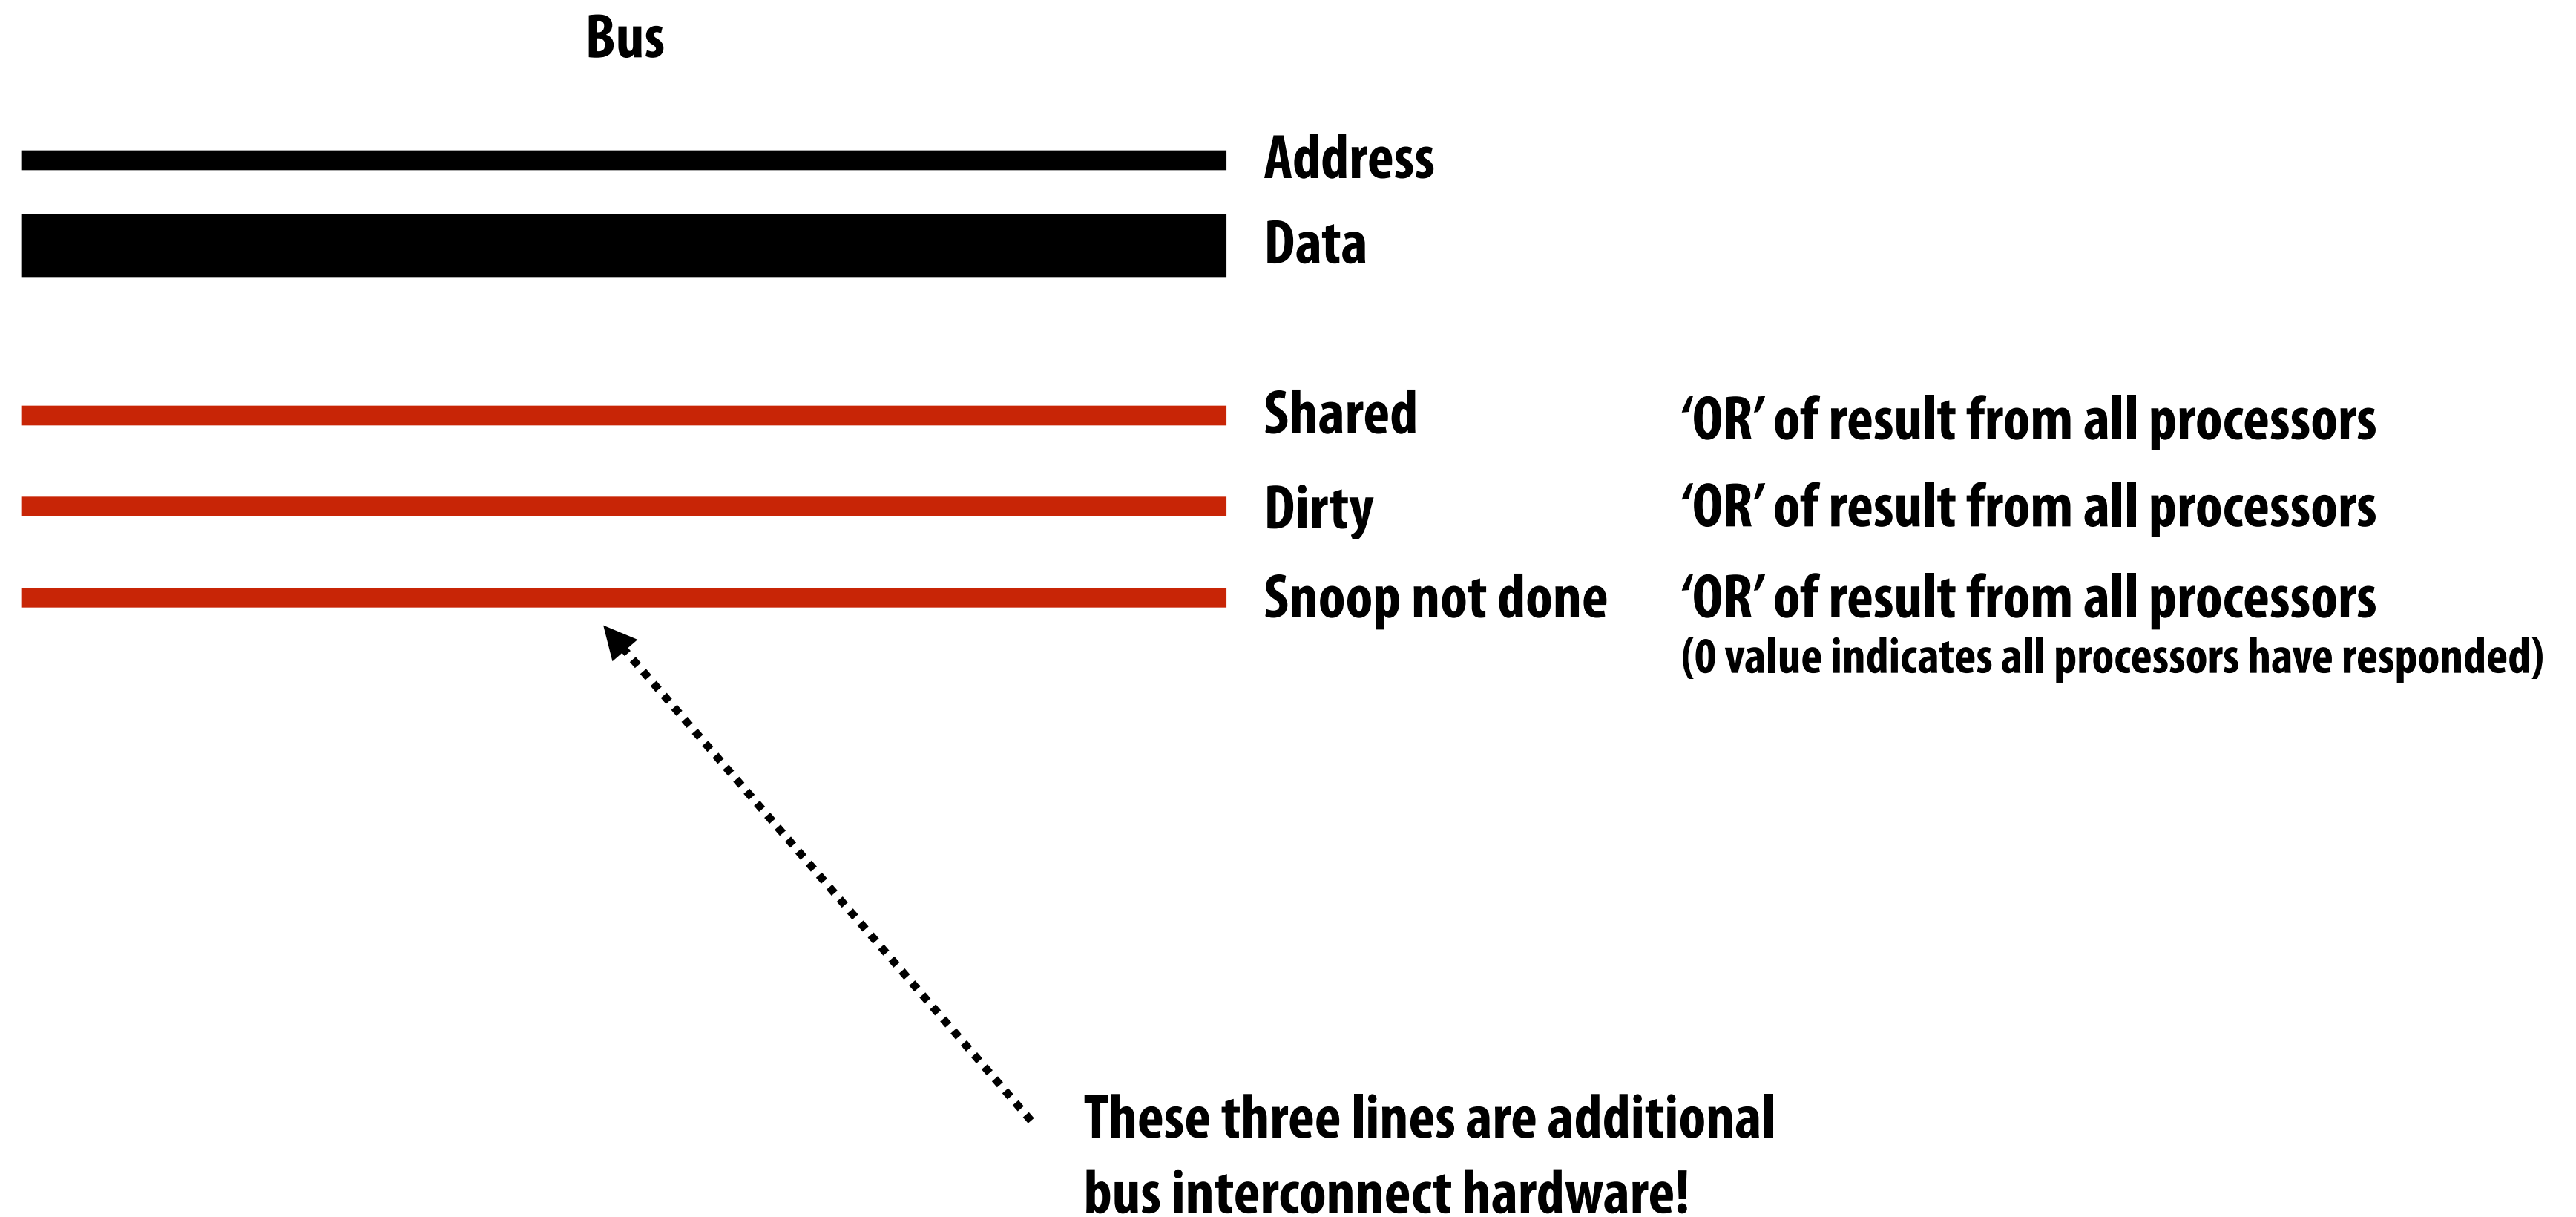 Bus
Address
Data
Shared ‘OR’ of result from all processors
Dirty ‘OR’ of result from all processors
Snoop not done ‘OR’ of result from all processors
(0 value indicates all processors have responded)
These three lines are additional
bus interconnect hardware!